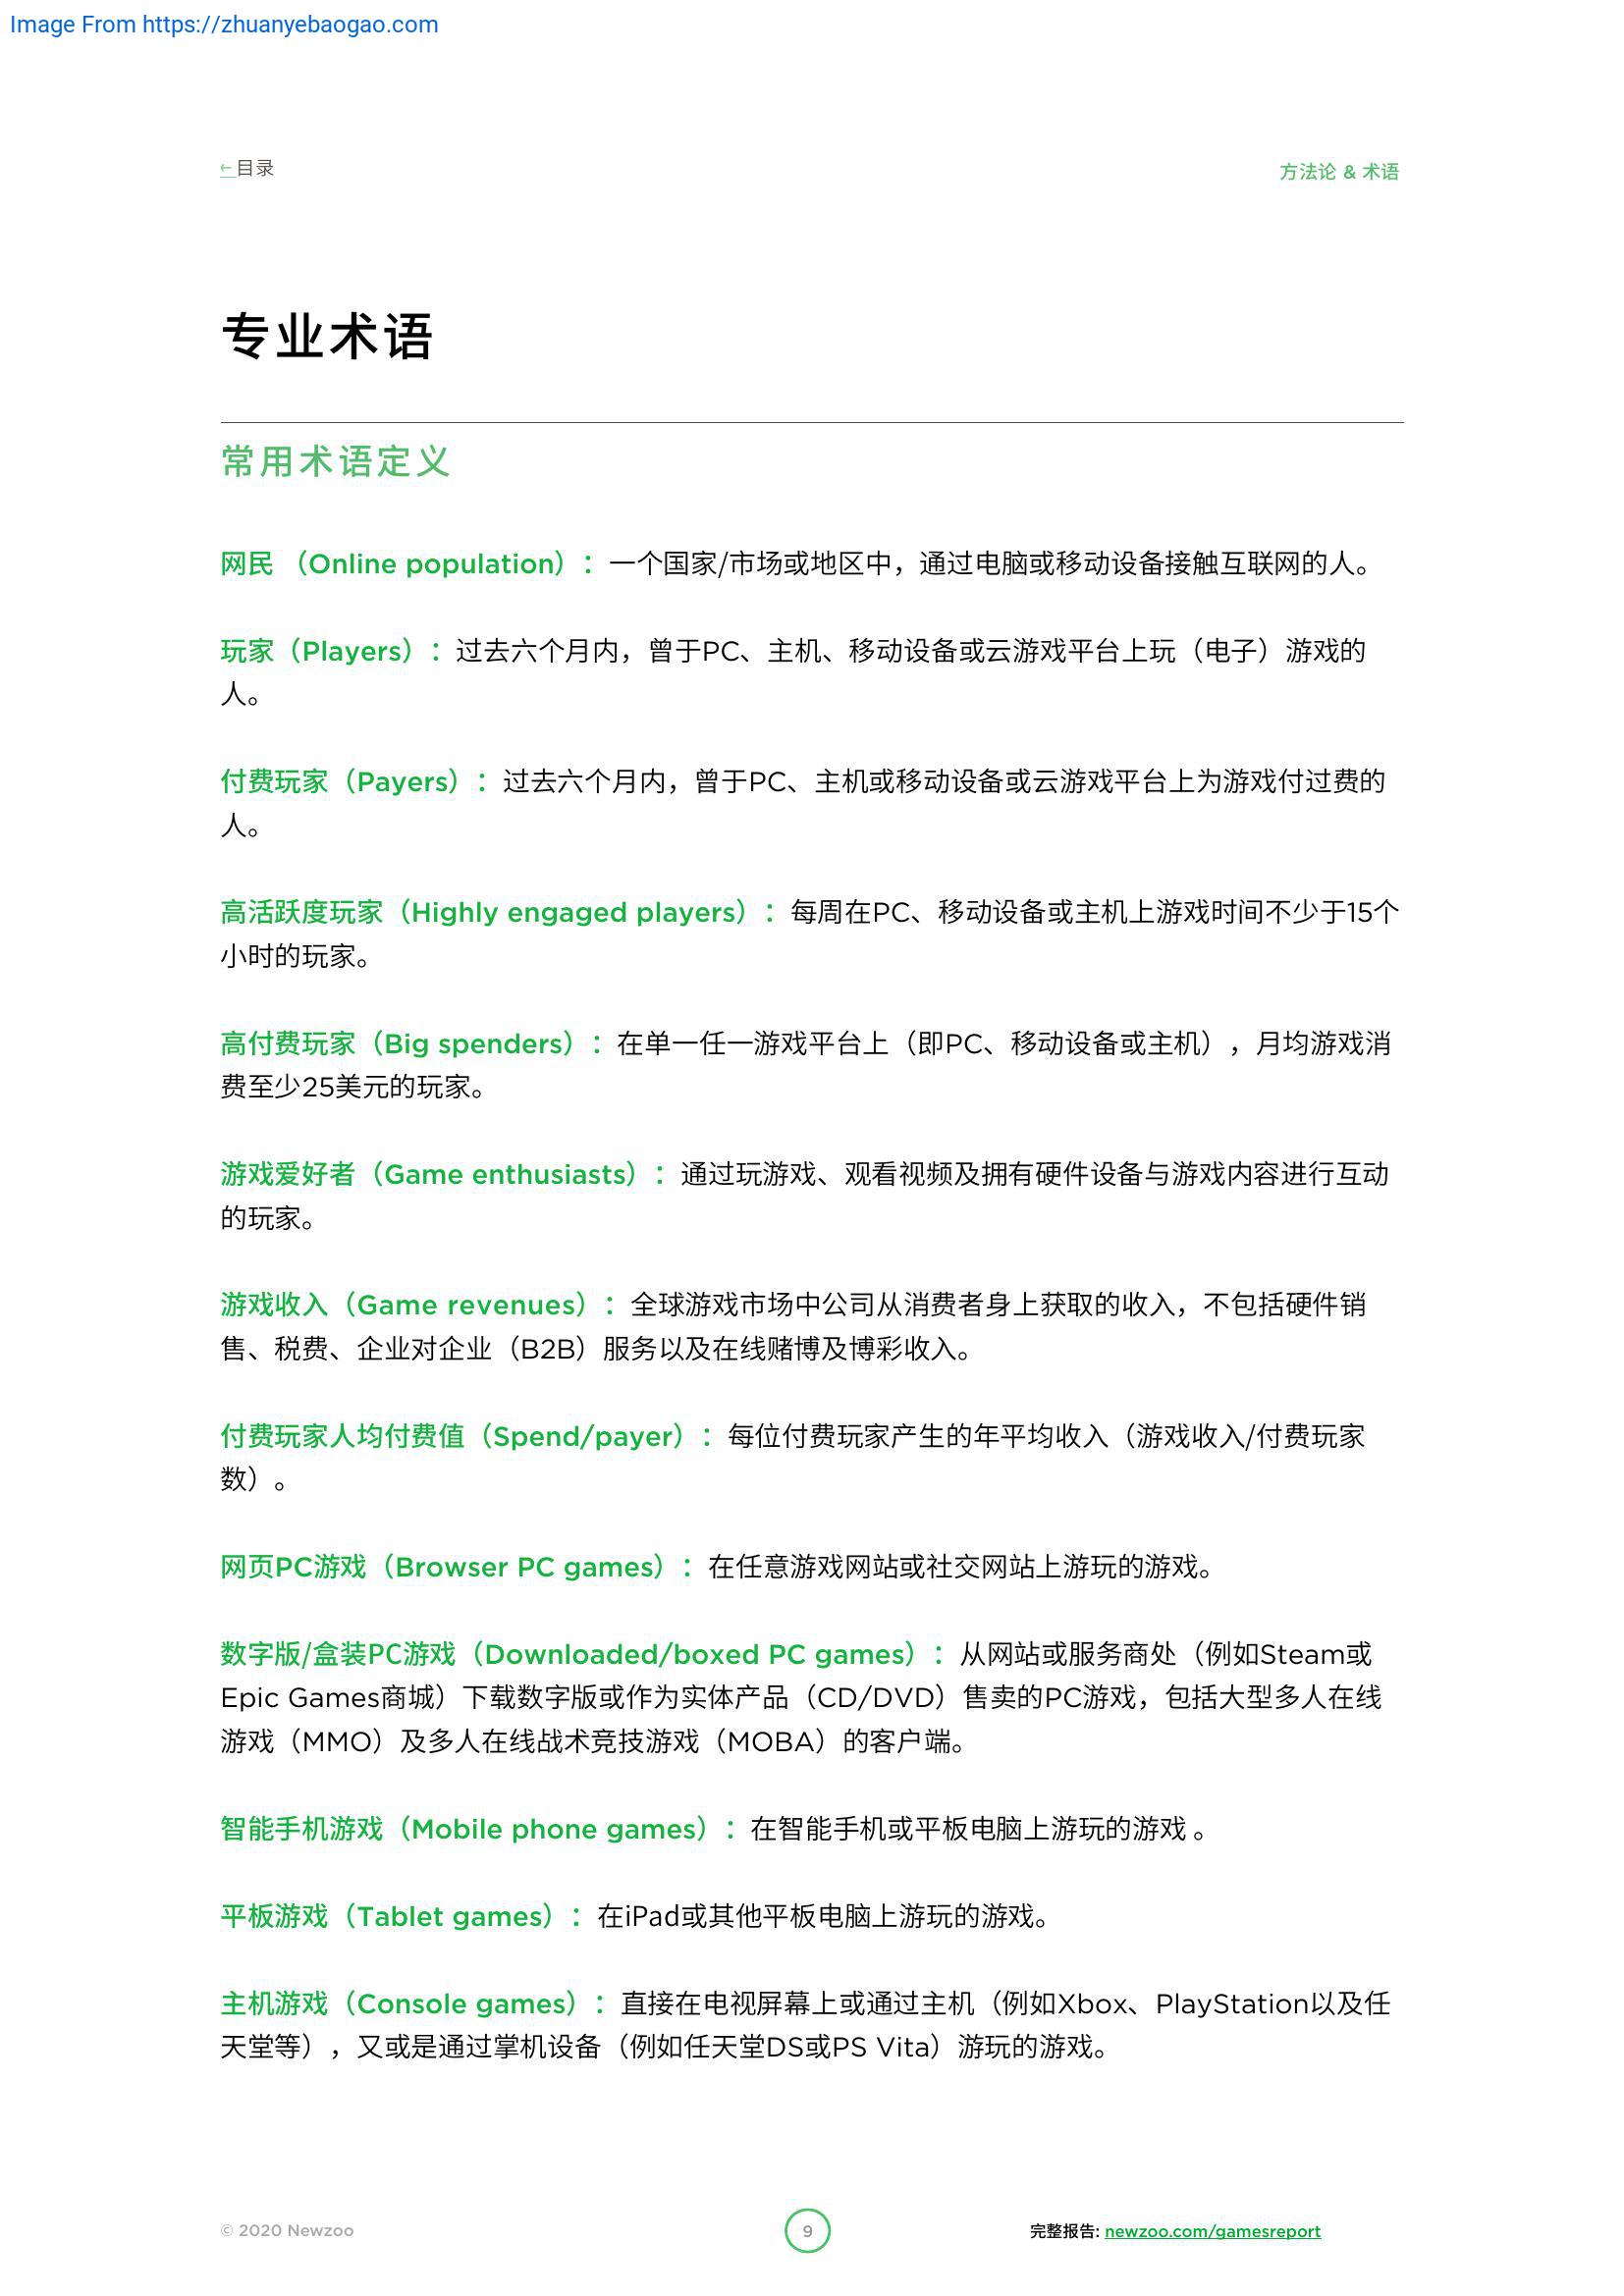 Image From https://zhuanyebaogao.com
←目录
方法论 & 术语
专业术语
常用术语定义
网民 （Online population）：一个国家/市场或地区中，通过电脑或移动设备接触互联网的人。
玩家（Players）：过去六个月内，曾于PC、主机、移动设备或云游戏平台上玩（电子）游戏的
人。
付费玩家（Payers）：过去六个月内，曾于PC、主机或移动设备或云游戏平台上为游戏付过费的
人。
高活跃度玩家（Highly engaged players）：每周在PC、移动设备或主机上游戏时间不少于15个
小时的玩家。
高付费玩家（Big spenders）：在单一任一游戏平台上（即PC、移动设备或主机），月均游戏消
费至少25美元的玩家。
游戏爱好者（Game enthusiasts）：通过玩游戏、观看视频及拥有硬件设备与游戏内容进行互动
的玩家。
游戏收入（Game revenues）：全球游戏市场中公司从消费者身上获取的收入，不包括硬件销
售、税费、企业对企业（B2B）服务以及在线赌博及博彩收入。
付费玩家人均付费值（Spend/payer）：每位付费玩家产生的年平均收入（游戏收入/付费玩家
数）。
网页PC游戏（Browser PC games）：在任意游戏网站或社交网站上游玩的游戏。
数字版/盒装PC游戏（Downloaded/boxed PC games）：从网站或服务商处（例如Steam或
Epic Games商城）下载数字版或作为实体产品（CD/DVD）售卖的PC游戏，包括大型多人在线
游戏（MMO）及多人在线战术竞技游戏（MOBA）的客户端。
智能手机游戏（Mobile phone games）：在智能手机或平板电脑上游玩的游戏 。
平板游戏（Tablet games）：在iPad或其他平板电脑上游玩的游戏。
主机游戏（Console games）：直接在电视屏幕上或通过主机（例如Xbox、PlayStation以及任
天堂等），又或是通过掌机设备（例如任天堂DS或PS Vita）游玩的游戏。
© 2020 Newzoo
9
完整报告: newzoo.com/gamesreport